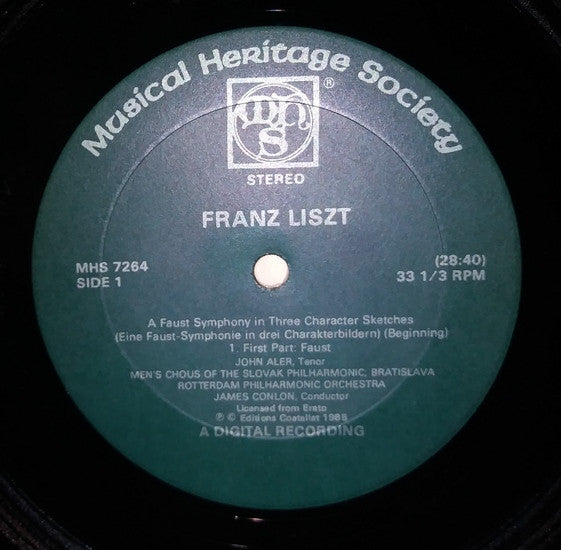 Musical Heritage Society
mhs
®
STEREO
FRANZ LISZT
MHS 7264
SIDE 1
(28:40)
33 1/3 RPM
A Faust Symphony in Three Character Sketches
(Eine Faust-Symphonie in drei Charakterbildern) (Beginning)
1. First Part: Faust
JOHN ALER, Tenor
MEN'S CHOUS OF THE SLOVAK PHILHARMONIC, BRATISLAVA
ROTTERDAM PHILHARMONIC ORCHESTRA
JAMES CONLON, Conductor
Licensed from Erato
℗ © Editions Costallat 1985
A DIGITAL RECORDING